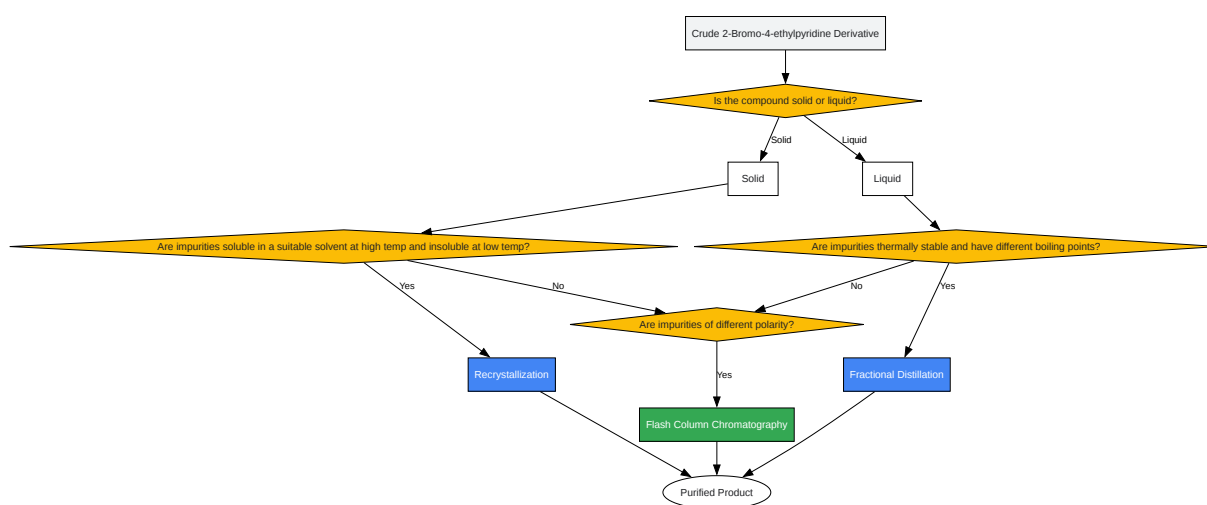 Crude 2-Bromo-4-ethylpyridine Derivative
Is the compound solid or liquid?
Solid
Liquid
Solid
Liquid
Are impurities soluble in a suitable solvent at high temp and insoluble at low temp?
Are impurities thermally stable and have different boiling points?
Yes
No
No
Yes
Are impurities of different polarity?
Recrystallization
Yes
Fractional Distillation
Flash Column Chromatography
Purified Product